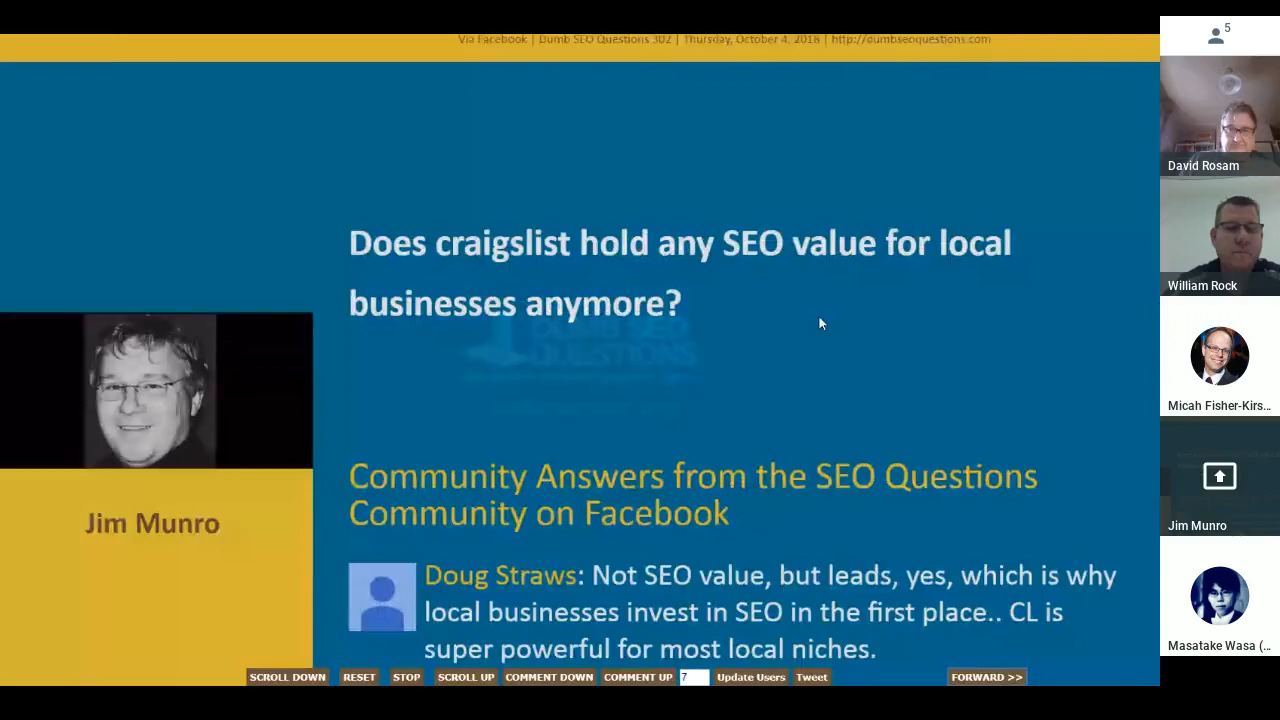 Via Facebook | Dumb SEO Questions 302 | Thursday, October 4, 2018 | http://dumbseoquestions.com
5
David Rosam
William Rock
Micah Fisher-Kirs...
Jim Munro
Masatake Wasa (...
Does craigslist hold any SEO value for local
businesses anymore?
DUMB SEO
QUESTIONS
Jim Munro
Community Answers from the SEO Questions
Community on Facebook
Doug Straws: Not SEO value, but leads, yes, which is why
local businesses invest in SEO in the first place.. CL is
super powerful for most local niches.
SCROLL DOWN RESET STOP SCROLL UP COMMENT DOWN COMMENT UP 7 Update Users Tweet FORWARD >>